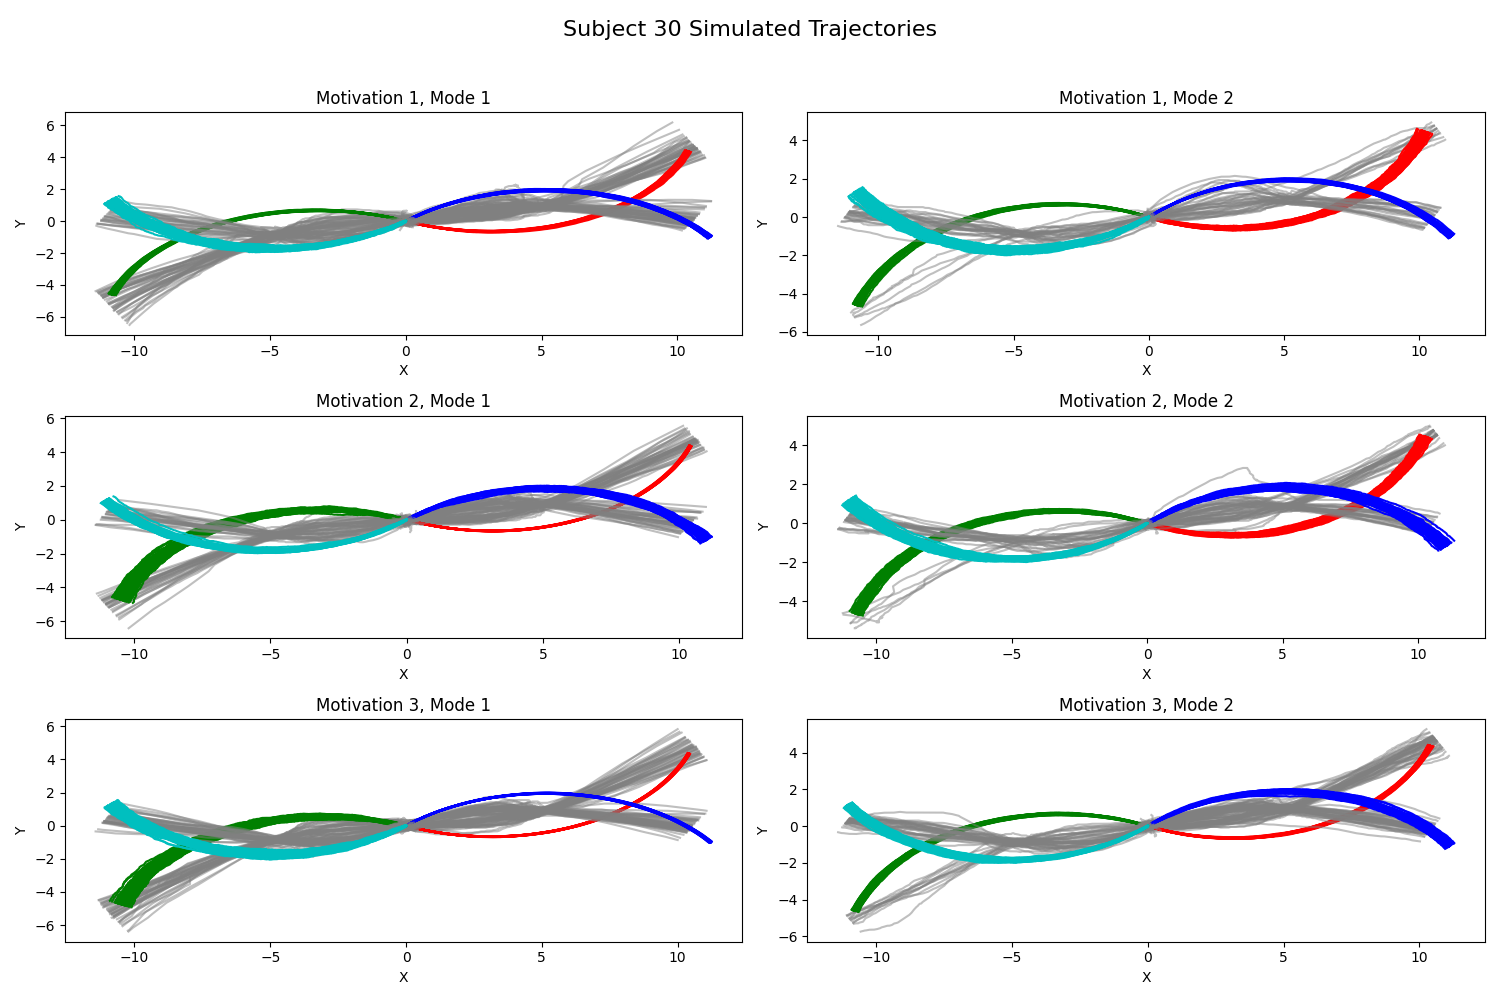 Subject 30 Simulated Trajectories
Motivation 1, Mode 1
Y
6
4
2
0
−2
−4
−6
−10 −5 0 5 10
X
Motivation 1, Mode 2
Y
4
2
0
−2
−4
−6
−10 −5 0 5 10
X
Motivation 2, Mode 1
Y
6
4
2
0
−2
−4
−6
−10 −5 0 5 10
X
Motivation 2, Mode 2
Y
4
2
0
−2
−4
−10 −5 0 5 10
X
Motivation 3, Mode 1
Y
6
4
2
0
−2
−4
−6
−10 −5 0 5 10
X
Motivation 3, Mode 2
Y
4
2
0
−2
−4
−6
−10 −5 0 5 10
X